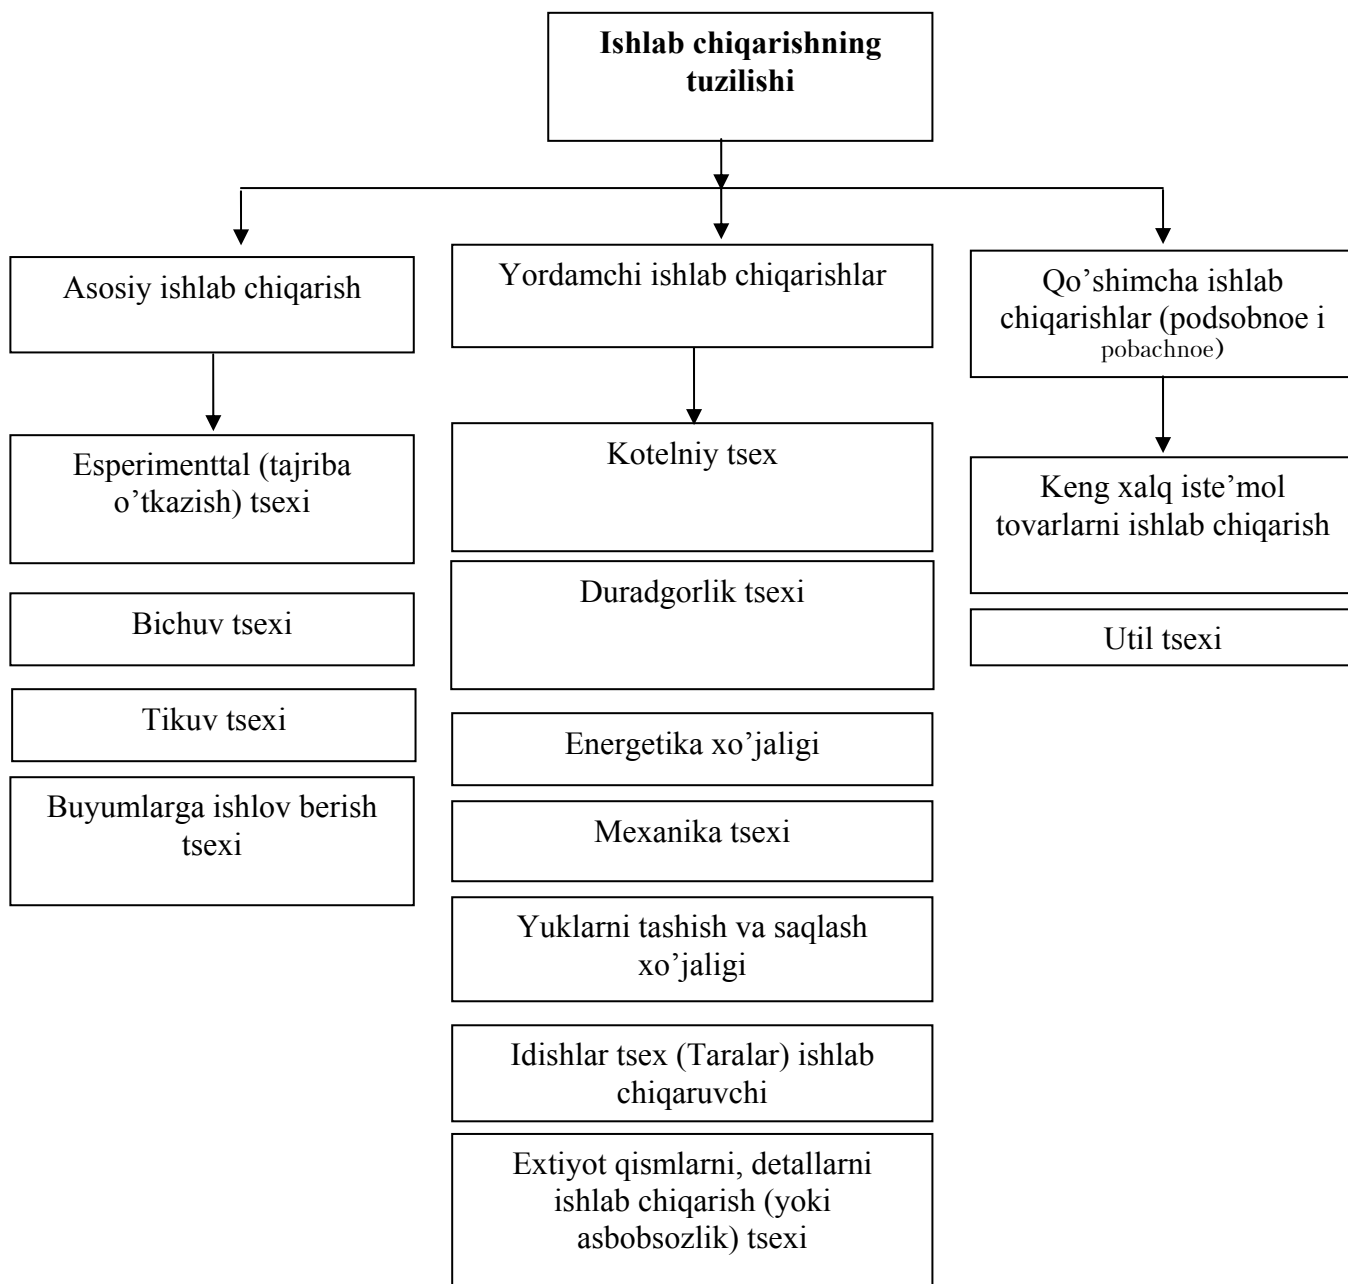 Ishlab chiqarishning
tuzilishi
Asosiy ishlab chiqarish
Yordamchi ishlab chiqarishlar
Qo’shimcha ishlab
chiqarishlar (podsobnoe i
pobachnoe)
Esperimenttal (tajriba
o’tkazish) tsexi
Bichuv tsexi
Tikuv tsexi
Buyumlarga ishlov berish
tsexi
Kotelniy tsex
Duradgorlik tsexi
Energetika xo’jaligi
Mexanika tsexi
Yuklarni tashish va saqlash
xo’jaligi
Idishlar tsex (Taralar) ishlab
chiqaruvchi
Extiyot qismlarni, detallarni
ishlab chiqarish (yoki
asbobsozlik) tsexi
Keng xalq iste’mol
tovarlarni ishlab chiqarish
Util tsexi